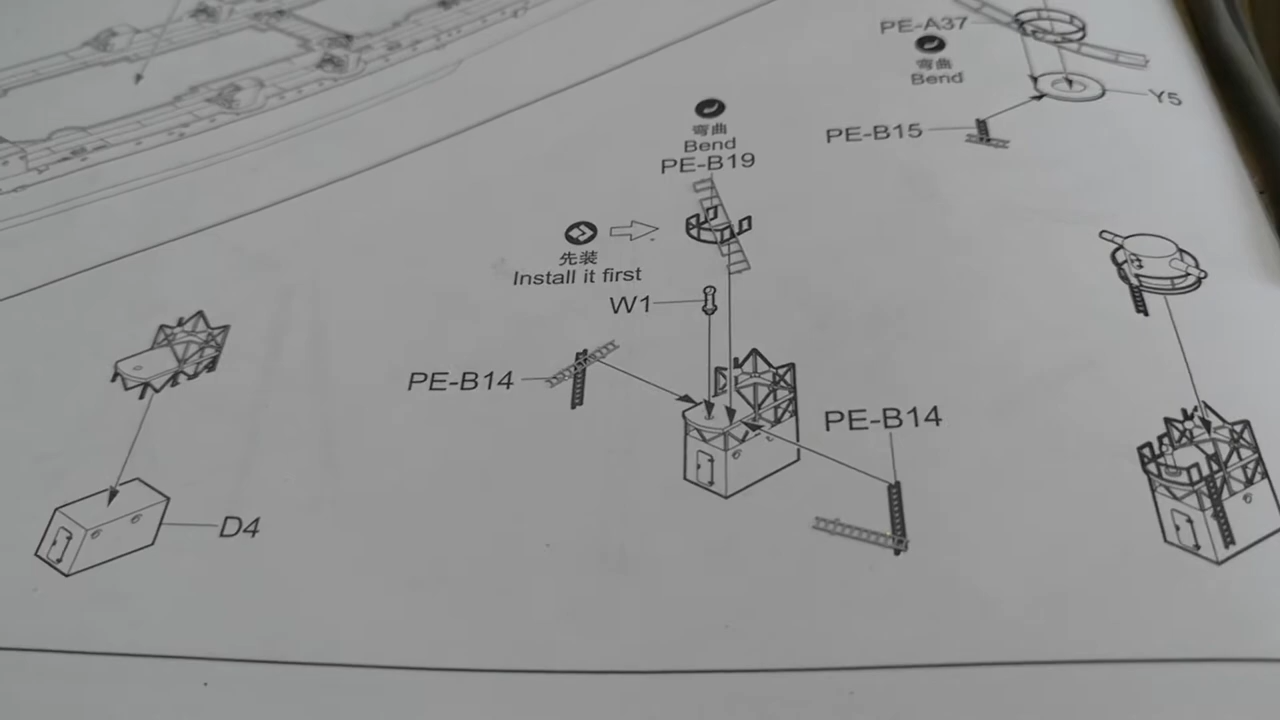 PE-A37
弯曲
Bend
Y5
PE-B15
弯曲
Bend
PE-B19
先装
Install it first
W1
PE-B14
PE-B14
D4